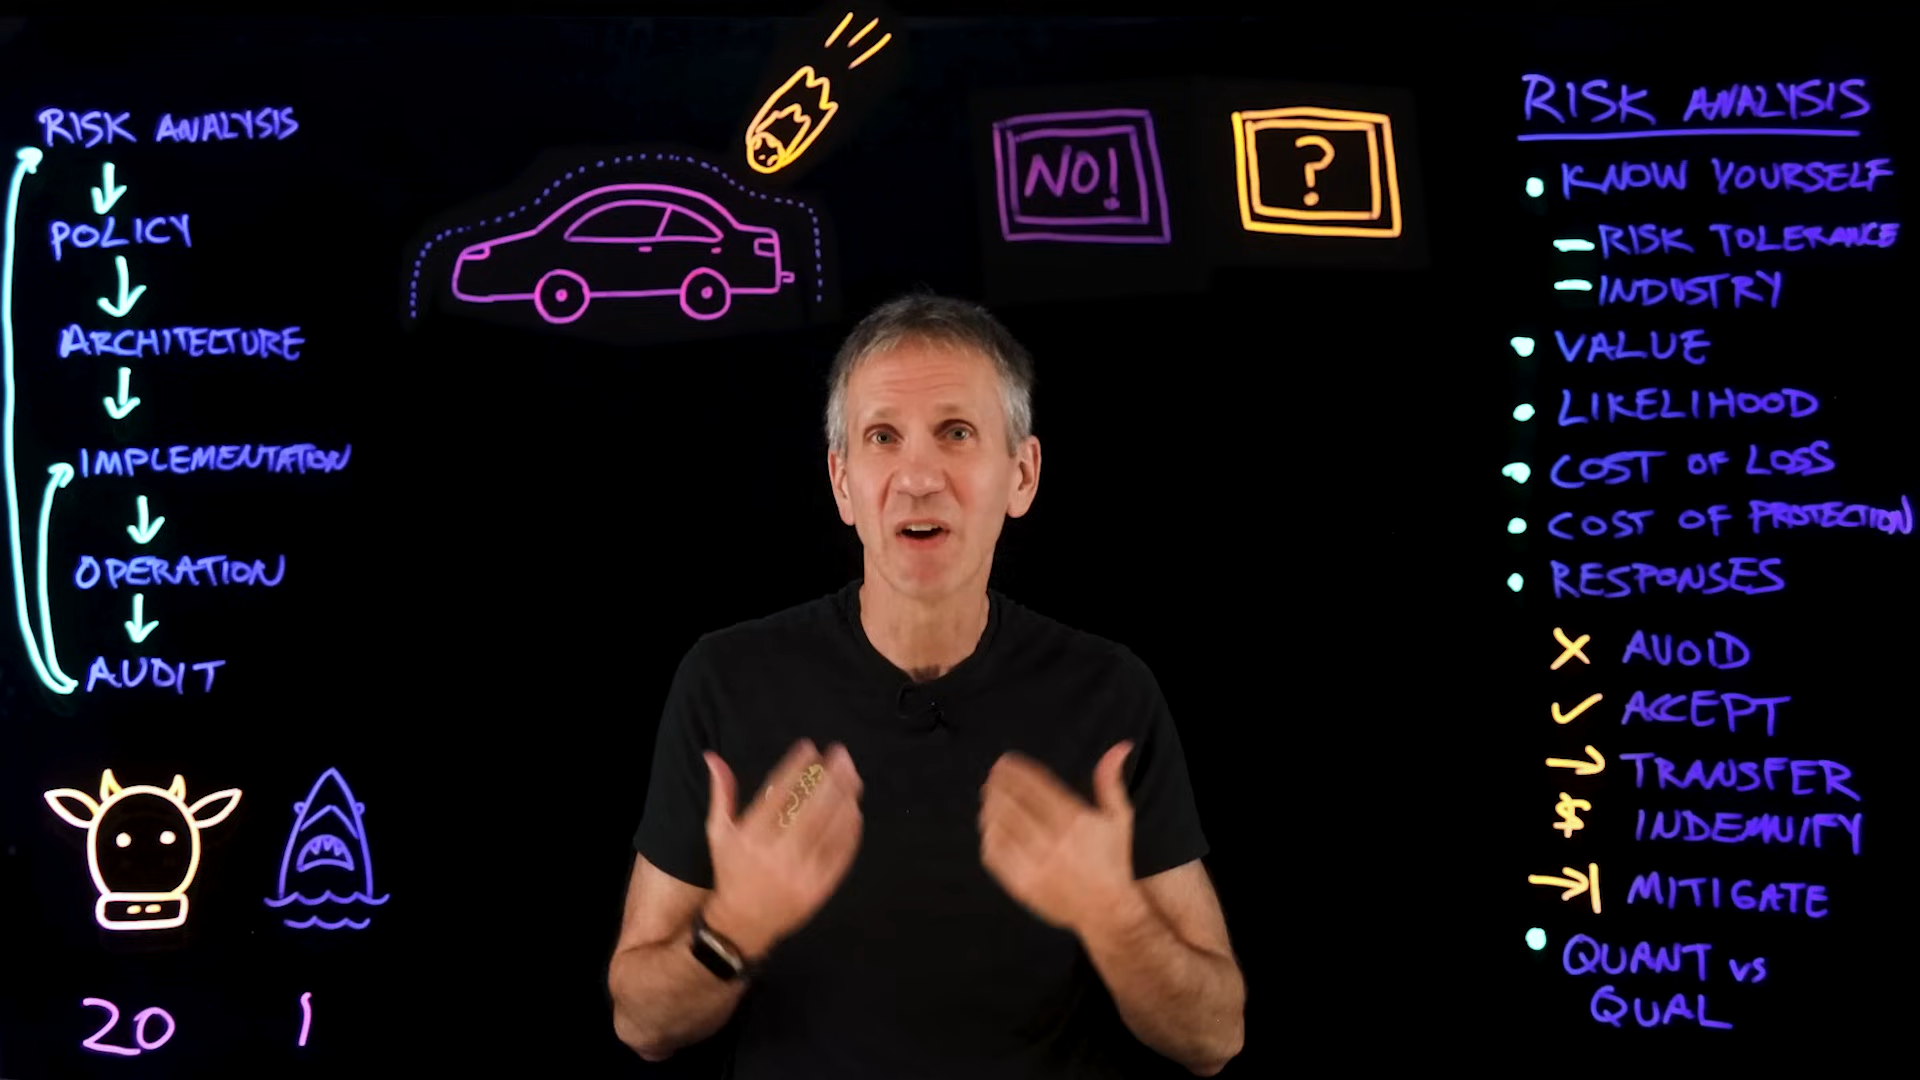 RISK ANALYSIS
POLICY
ARCHITECTURE
IMPLEMENTATION
OPERATION
AUDIT
20
1
NO!
?
RISK ANALYSIS
KNOW YOURSELF
RISK TOLERANCE
INDUSTRY
VALUE
LIKELIHOOD
COST OF LOSS
COST OF PROTECTION
RESPONSES
X AVOID
✓ ACCEPT
→ TRANSFER
$ INDEMNIFY
→| MITIGATE
QUANT VS
QUAL